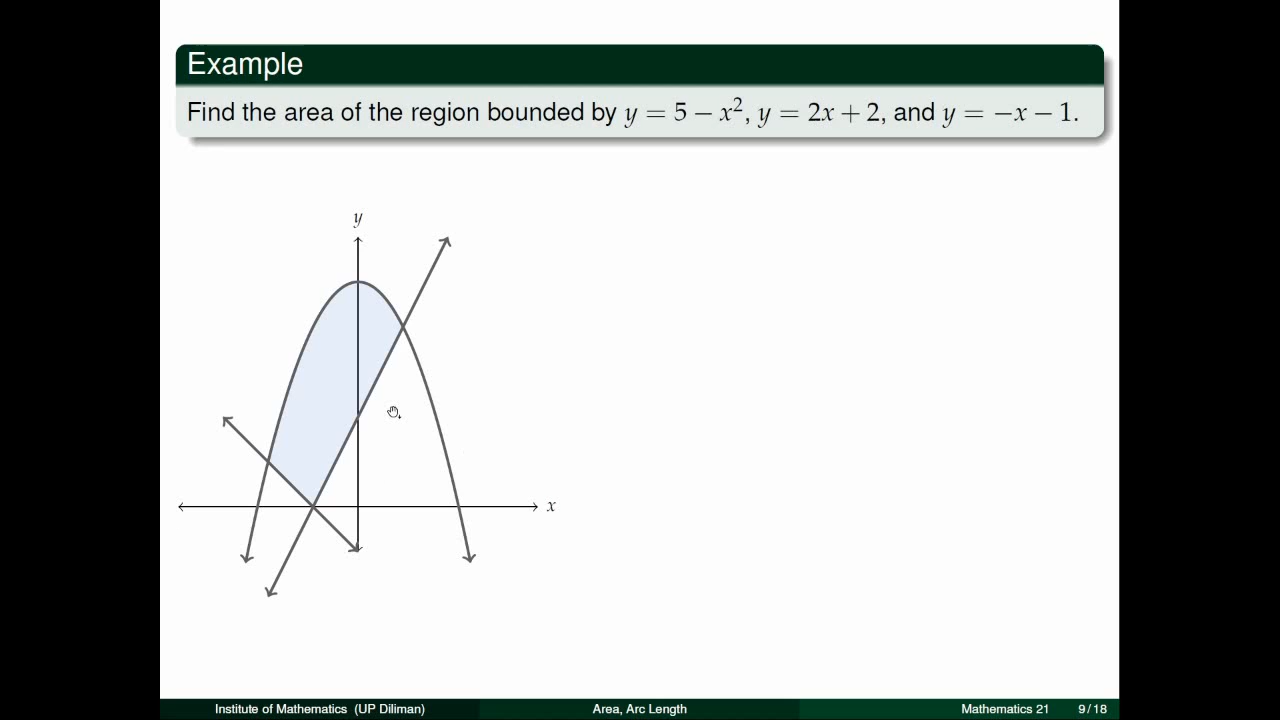 Example
Find the area of the region bounded by y = 5 − x², y = 2x + 2, and y = −x − 1.
y
x
Institute of Mathematics (UP Diliman) Area, Arc Length Mathematics 21 9 / 18